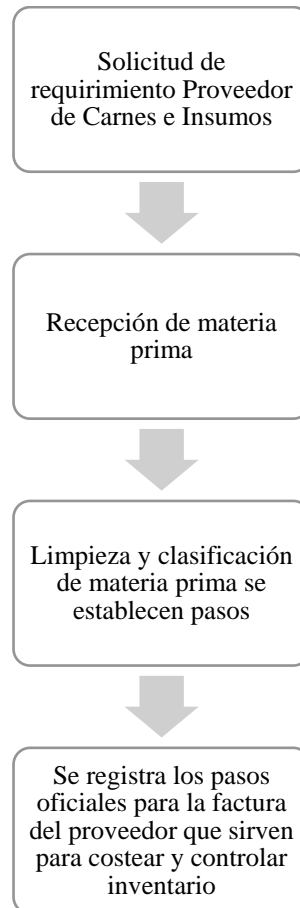 Solicitud de
requirimiento Proveedor
de Carnes e Insumos
Recepción de materia
prima
Limpieza y clasificación
de materia prima se
establecen pasos
Se registra los pasos
oficiales para la factura
del proveedor que sirven
para costear y controlar
inventario